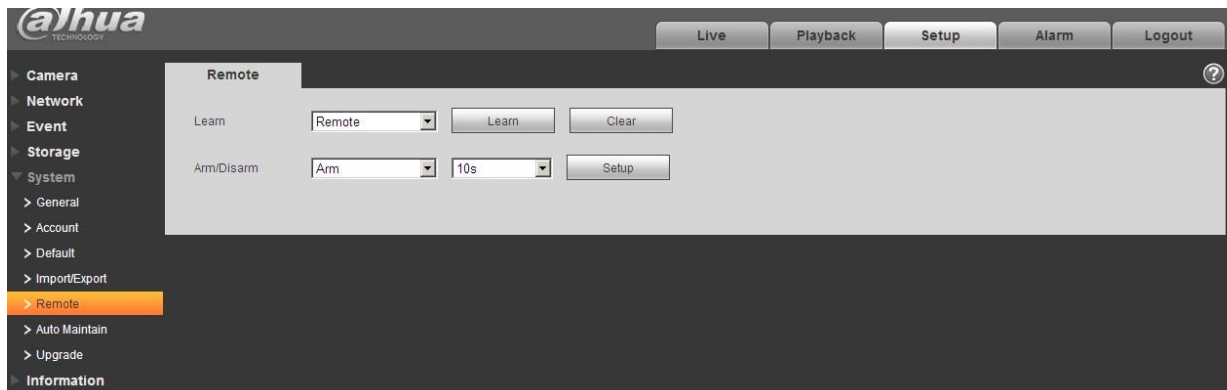 alhua
TECHNOLOGY
Live Playback Setup Alarm Logout
Camera
Network
Event
Storage
System
> General
> Account
> Default
> Import/Export
> Remote
> Auto Maintain
> Upgrade
Information
Remote
?
Learn Remote Learn Clear
Arm/Disarm Arm 10s Setup